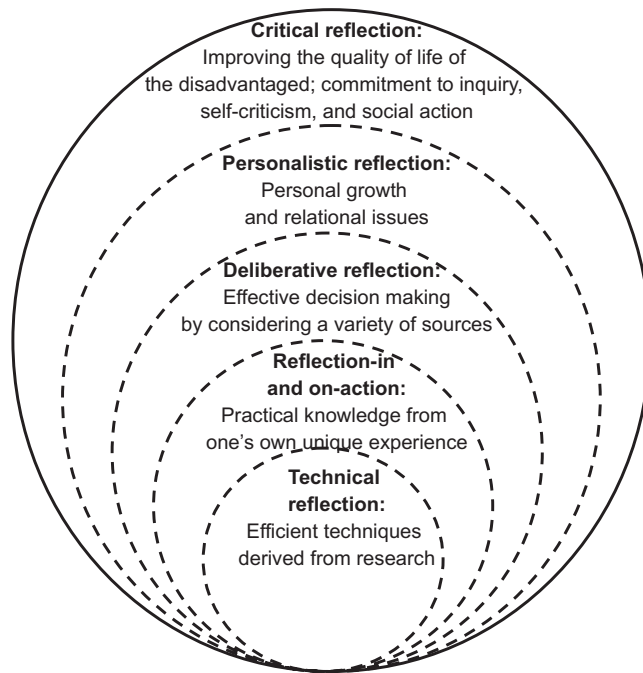 Critical reflection:
Improving the quality of life of
the disadvantaged; commitment to inquiry,
self-criticism, and social action
Personalistic reflection:
Personal growth
and relational issues
Deliberative reflection:
Effective decision making
by considering a variety of sources
Reflection-in
and on-action:
Practical knowledge from
one’s own unique experience
Technical
reflection:
Efficient techniques
derived from research